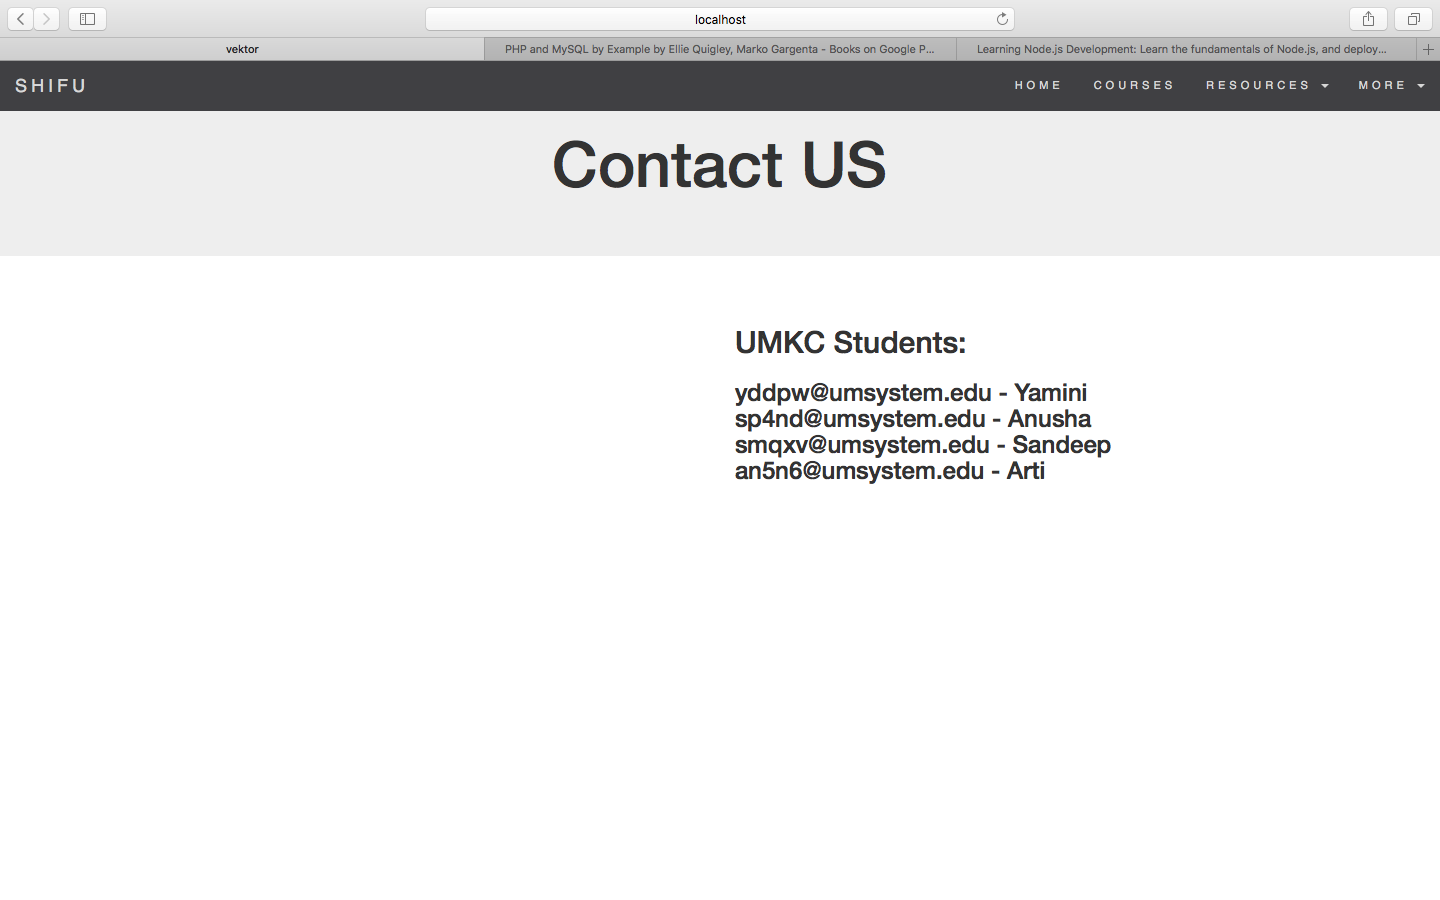 localhost
vektor
PHP and MySQL by Example by Ellie Quigley, Marko Gargenta - Books on Google P...
Learning Node.js Development: Learn the fundamentals of Node.js, and deploy...
SHIFU
HOME
COURSES
RESOURCES
MORE
Contact US
UMKC Students:
yddpw@umsystem.edu - Yamini
sp4nd@umsystem.edu - Anusha
smqxv@umsystem.edu - Sandeep
an5n6@umsystem.edu - Arti